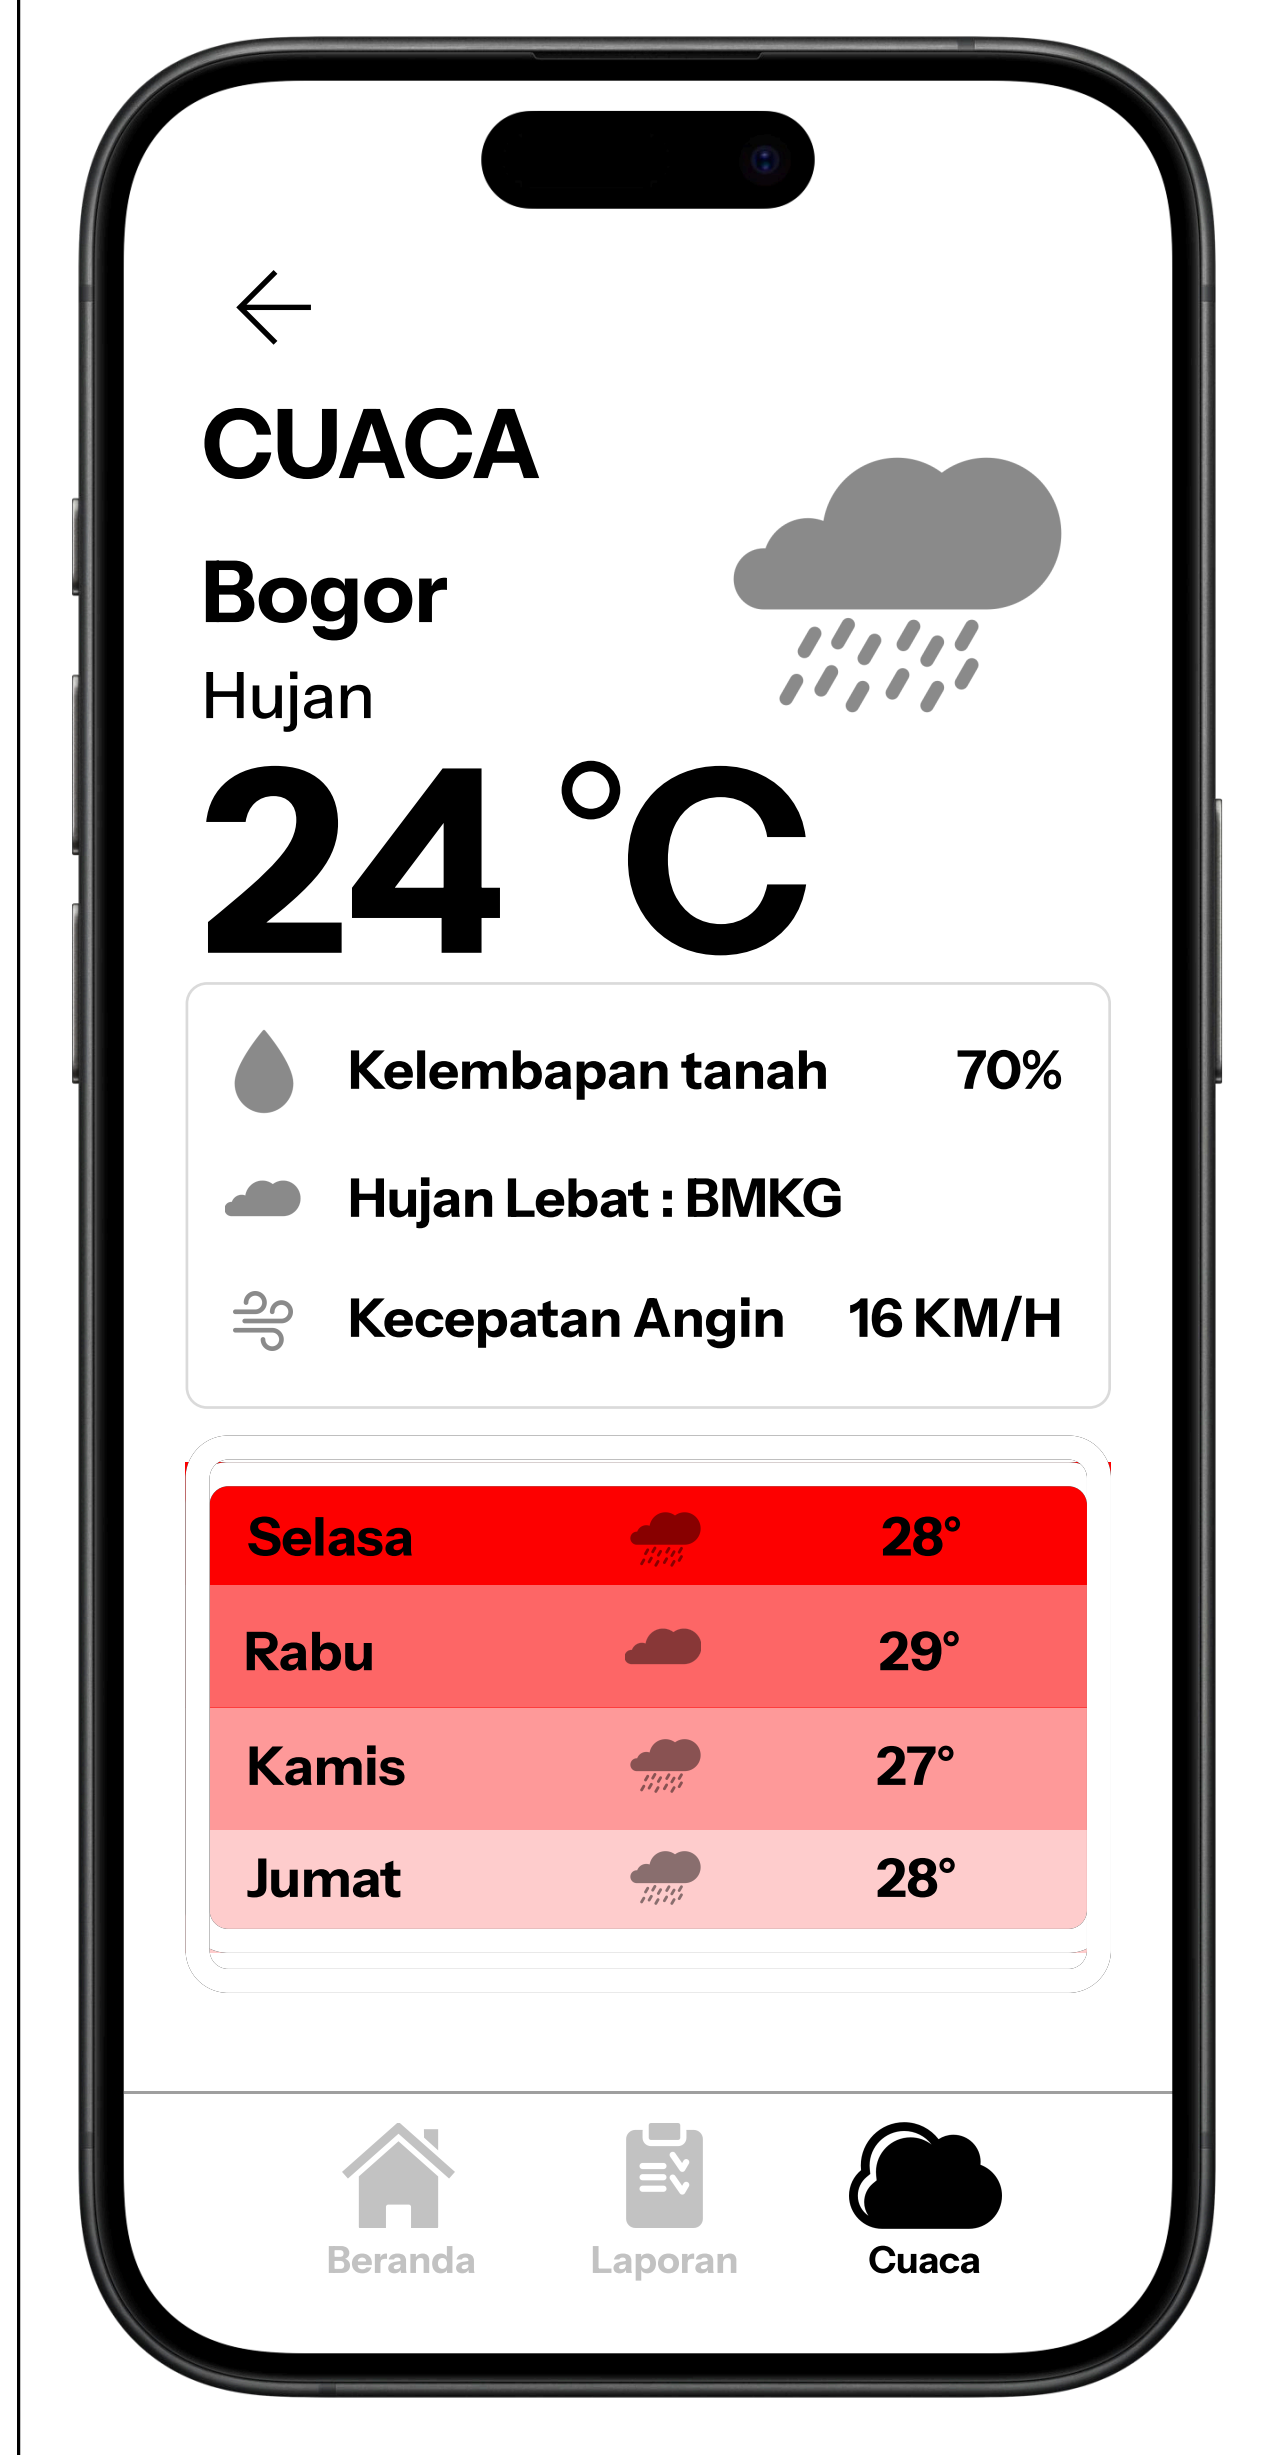 CUACA
Bogor
Hujan
24 °C
Kelembapan tanah 70%
Hujan Lebat : BMKG
Kecepatan Angin 16 KM/H
Selasa 28°
Rabu 29°
Kamis 27°
Jumat 28°
Beranda Laporan Cuaca